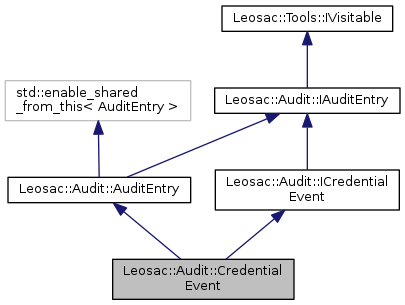 Leosac::Tools::IVisitable
std::enable_shared
_from_this< AuditEntry >
Leosac::Audit::IAuditEntry
Leosac::Audit::AuditEntry
Leosac::Audit::ICredential
Event
Leosac::Audit::Credential
Event